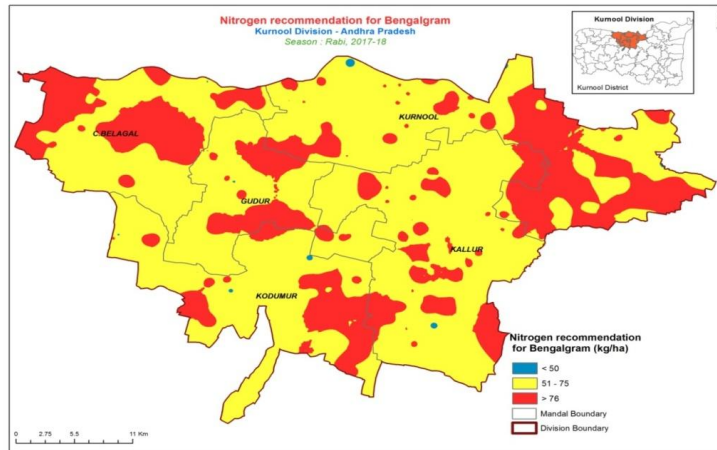 Nitrogen recommendation for Bengalgram
Kurnool Division - Andhra Pradesh
Season : Rabi, 2017-18
Kurnool Division
Kurnool District
KURNOOL
C.BELAGAL
GUDUR
KALLUR
KODUMUR
Nitrogen recommendation
for Bengalgram (kg/ha)
< 50
51 - 75
> 76
Mandal Boundary
Division Boundary
0 2.75 5.5 11 Km